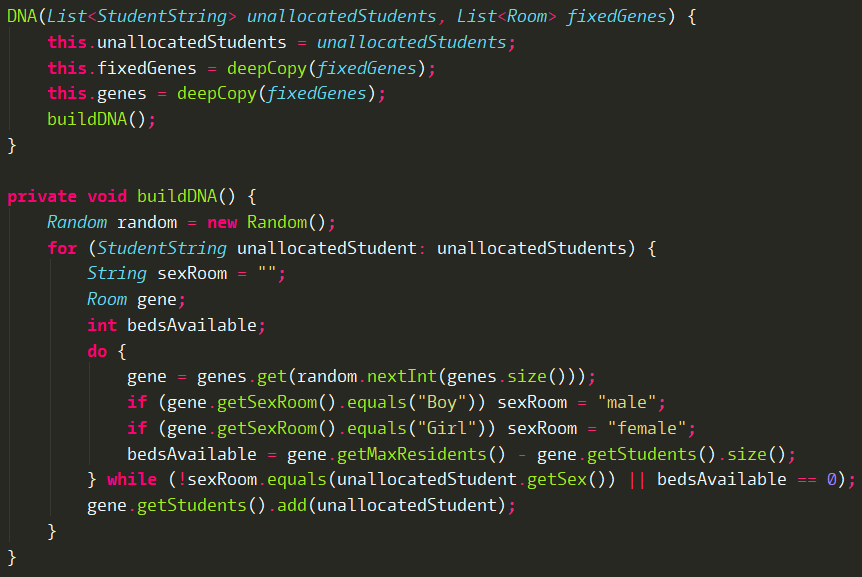 DNA(List<StudentString> unallocatedStudents, List<Room> fixedGenes) {
    this.unallocatedStudents = unallocatedStudents;
    this.fixedGenes = deepCopy(fixedGenes);
    this.genes = deepCopy(fixedGenes);
    buildDNA();
}

private void buildDNA() {
    Random random = new Random();
    for (StudentString unallocatedStudent: unallocatedStudents) {
        String sexRoom = "";
        Room gene;
        int bedsAvailable;
        do {
            gene = genes.get(random.nextInt(genes.size()));
            if (gene.getSexRoom().equals("Boy")) sexRoom = "male";
            if (gene.getSexRoom().equals("Girl")) sexRoom = "female";
            bedsAvailable = gene.getMaxResidents() - gene.getStudents().size();
        } while (!sexRoom.equals(unallocatedStudent.getSex()) || bedsAvailable == 0);
        gene.getStudents().add(unallocatedStudent);
    }
}